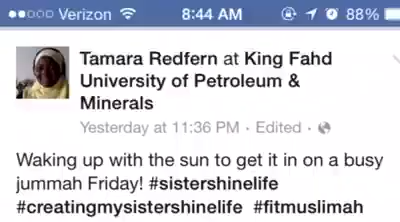 Verizon 8:44 AM 88%
Tamara Redfern at King Fahd
University of Petroleum &
Minerals
Yesterday at 11:36 PM · Edited ·
Waking up with the sun to get it in on a busy
jummah Friday! #sistershinelife
#creatingmysistershinelife #fitmuslimah